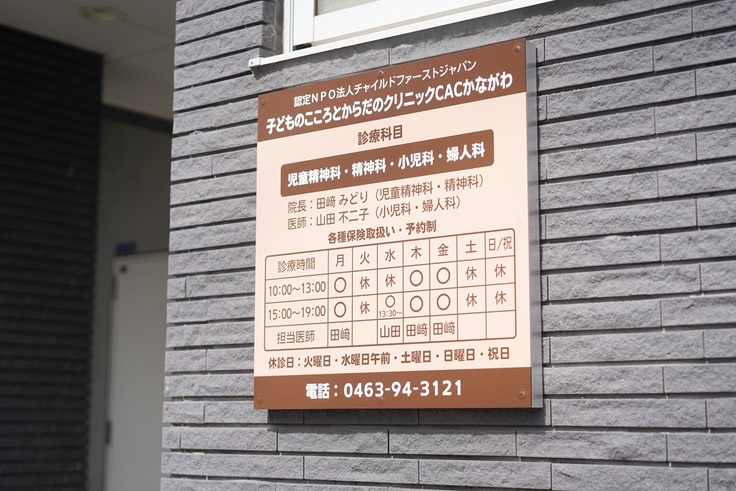 認定NPO法人チャイルドファーストジャパン
子どものこころとからだのクリニックCACかながわ
診療科目
児童精神科・精神科・小児科・婦人科
院長：田﨑 みどり（児童精神科・精神科）
医師：山田 不二子（小児科・婦人科）
各種保険取扱い・予約制
診療時間 月 火 水 木 金 土 日/祝
10:00〜13:00 〇 休 休 〇 〇 休 休
15:00〜19:00 〇 休 〇 13:30〜 〇 〇 休 休
担当医師 田﨑 山田 田﨑 田﨑
休診日：火曜日・水曜日午前・土曜日・日曜日・祝日
電話：0463-94-3121